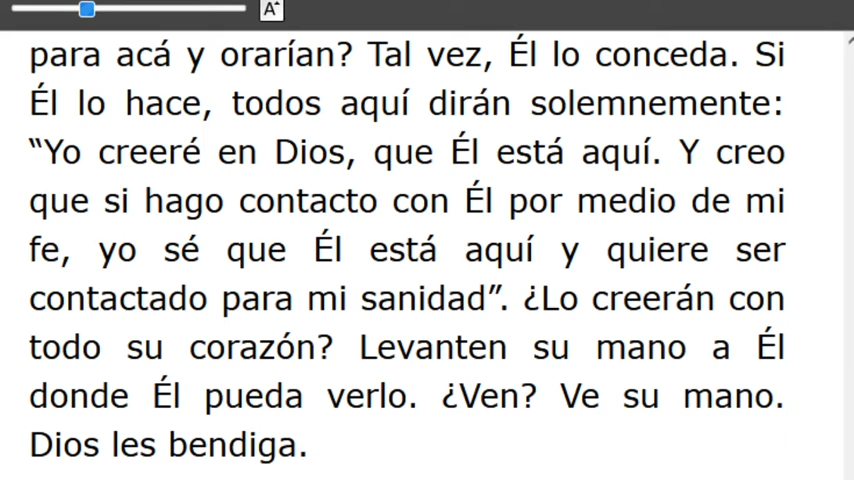 A
para acá y orarían? Tal vez, Él lo conceda. Si
Él lo hace, todos aquí dirán solemnemente:
“Yo creeré en Dios, que Él está aquí. Y creo
que si hago contacto con Él por medio de mi
fe, yo sé que Él está aquí y quiere ser
contactado para mi sanidad”. ¿Lo creerán con
todo su corazón? Levanten su mano a Él
donde Él pueda verlo. ¿Ven? Ve su mano.
Dios les bendiga.